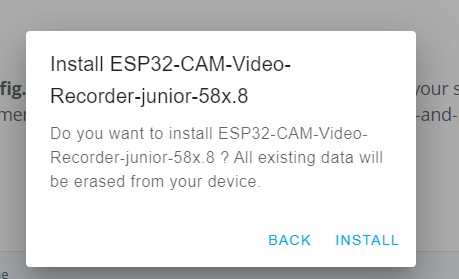 Install ESP32-CAM-Video-
Recorder-junior-58x.8
fig.
your s
Do you want to install ESP32-CAM-Video-
Recorder-junior-58x.8 ? All existing data will
be erased from your device.
-and-
BACK INSTALL